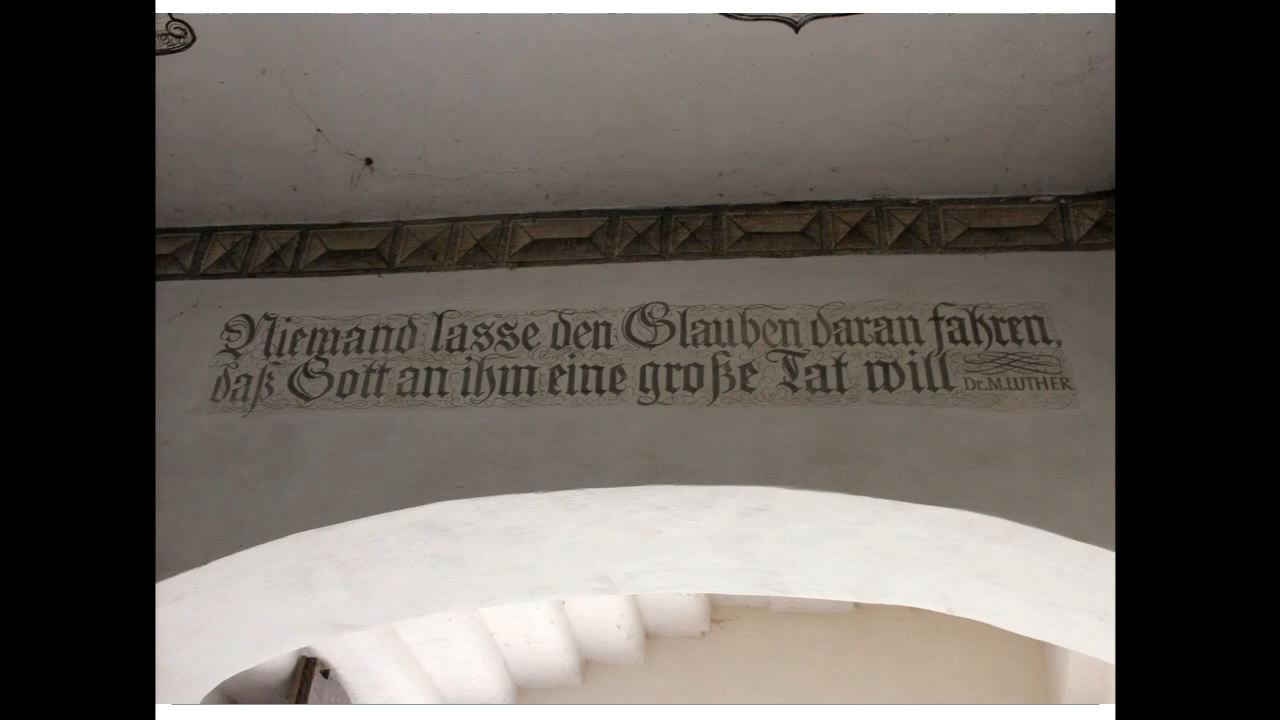 Niemand lasse den Glauben daran fahren,
daß Gott an ihm eine große Tat will
Dr. M. LUTHER